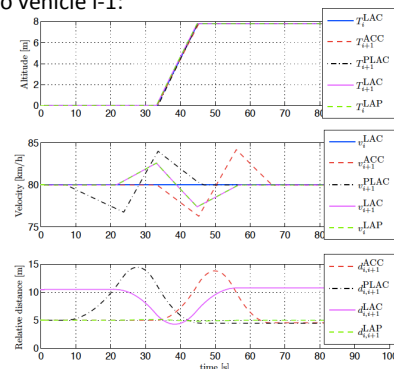 o vehicle i-1:
Altitude [m]
8
6
4
2
0
0 10 20 30 40 50 60 70 80
T_i^LAC
T_{i+1}^ACC
T_{i+1}^PLAC
T_{i+1}^LAC
T_i^LAP
Velocity [km/h]
85
80
75
0 10 20 30 40 50 60 70 80
v_i^LAC
v_{i+1}^ACC
v_{i+1}^PLAC
v_{i+1}^LAC
v_i^LAP
Relative distance [m]
15
10
5
0
0 10 20 30 40 50 60 70 80 90 100
d_{i,i+1}^ACC
d_{i,i+1}^PLAC
d_{i,i+1}^LAC
d_{i,i+1}^LAP
time [s]